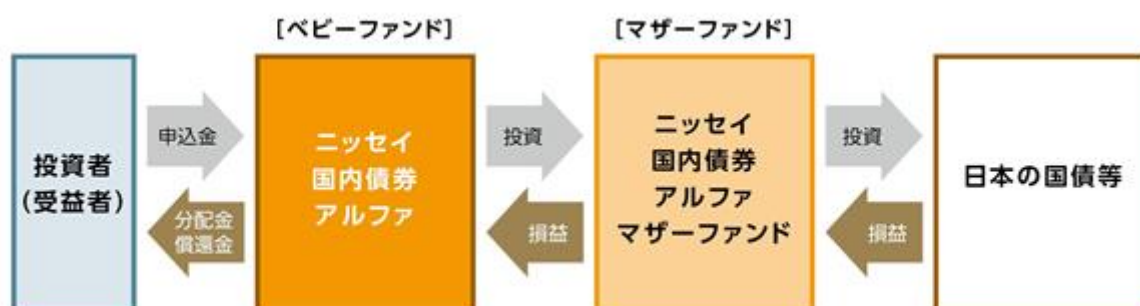 [ベビーファンド]
[マザーファンド]
投資者
(受益者)
申込金
分配金
償還金
ニッセイ
国内債券
アルファ
投資
損益
ニッセイ
国内債券
アルファ
マザーファンド
投資
損益
日本の国債等